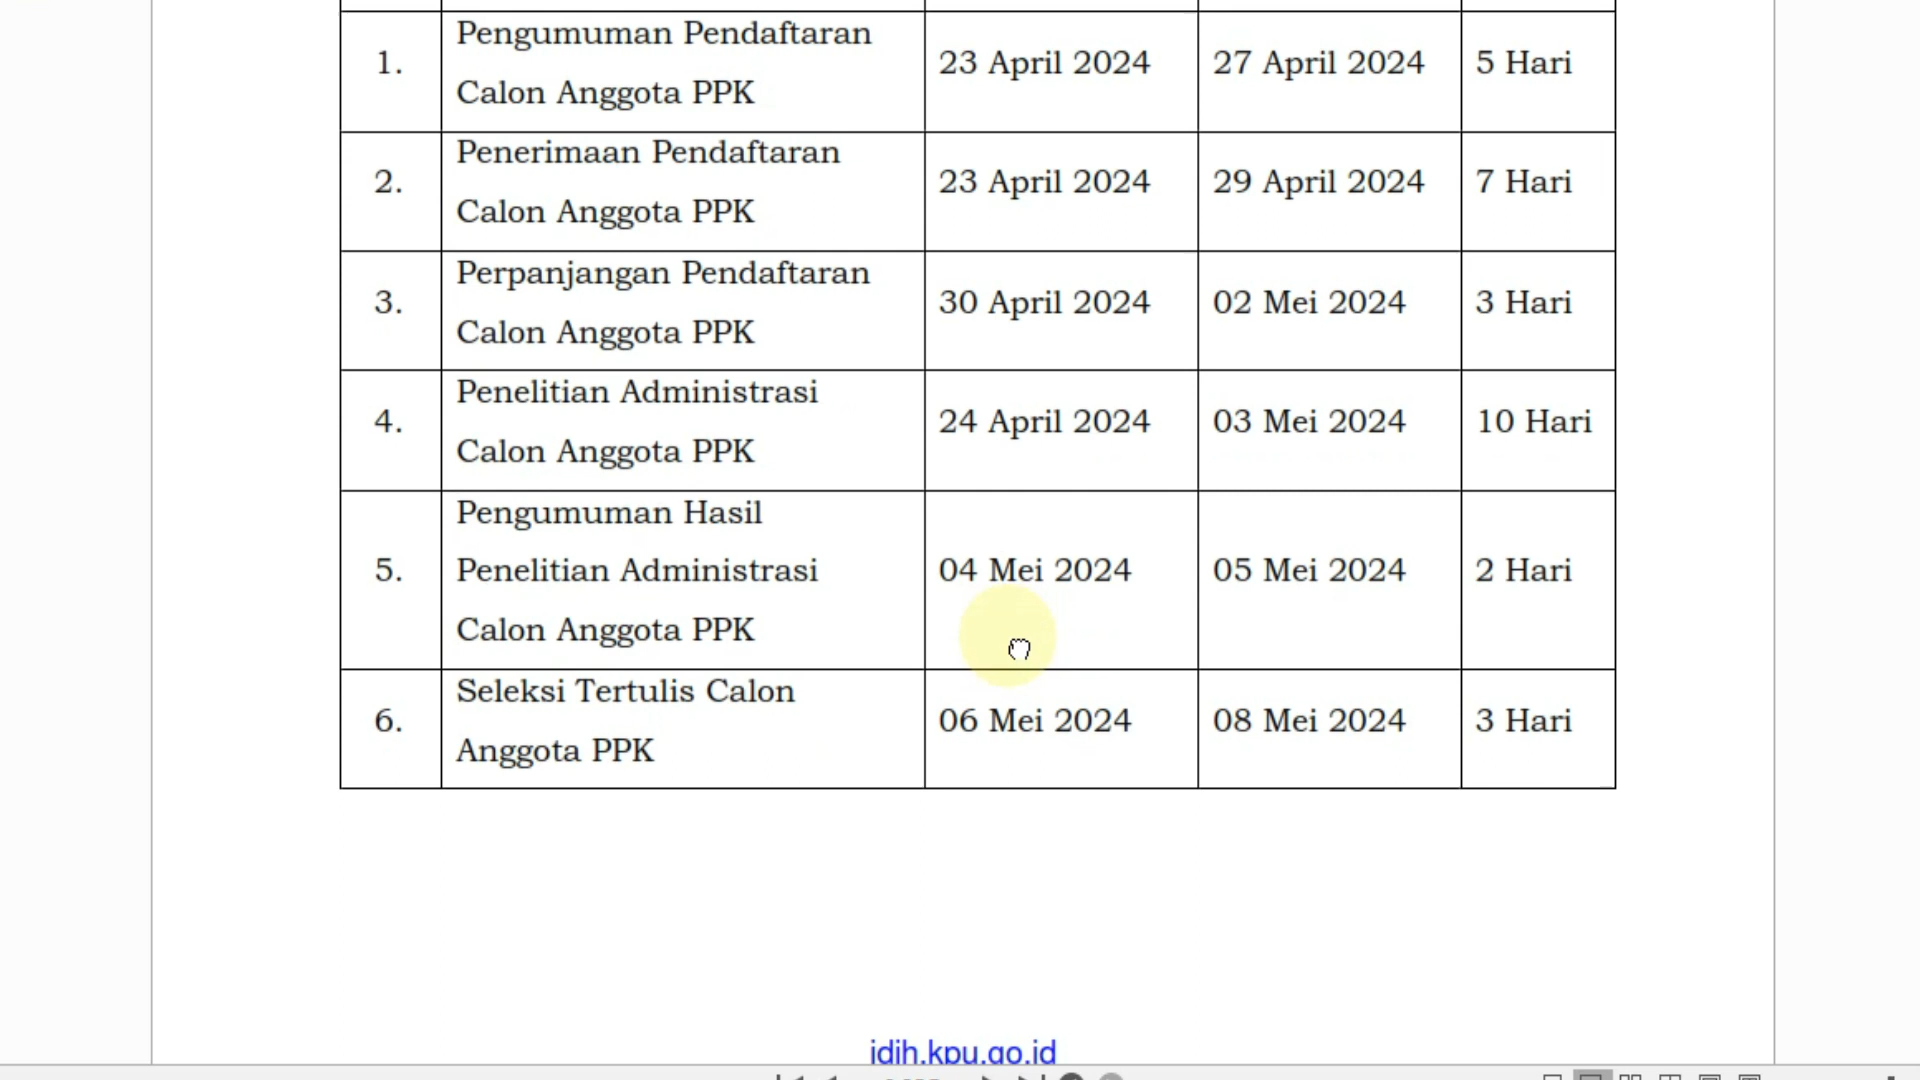 1.
Pengumuman Pendaftaran
Calon Anggota PPK
23 April 2024
27 April 2024
5 Hari
2.
Penerimaan Pendaftaran
Calon Anggota PPK
23 April 2024
29 April 2024
7 Hari
3.
Perpanjangan Pendaftaran
Calon Anggota PPK
30 April 2024
02 Mei 2024
3 Hari
4.
Penelitian Administrasi
Calon Anggota PPK
24 April 2024
03 Mei 2024
10 Hari
5.
Pengumuman Hasil
Penelitian Administrasi
Calon Anggota PPK
04 Mei 2024
05 Mei 2024
2 Hari
6.
Seleksi Tertulis Calon
Anggota PPK
06 Mei 2024
08 Mei 2024
3 Hari
jdih.kpu.go.id